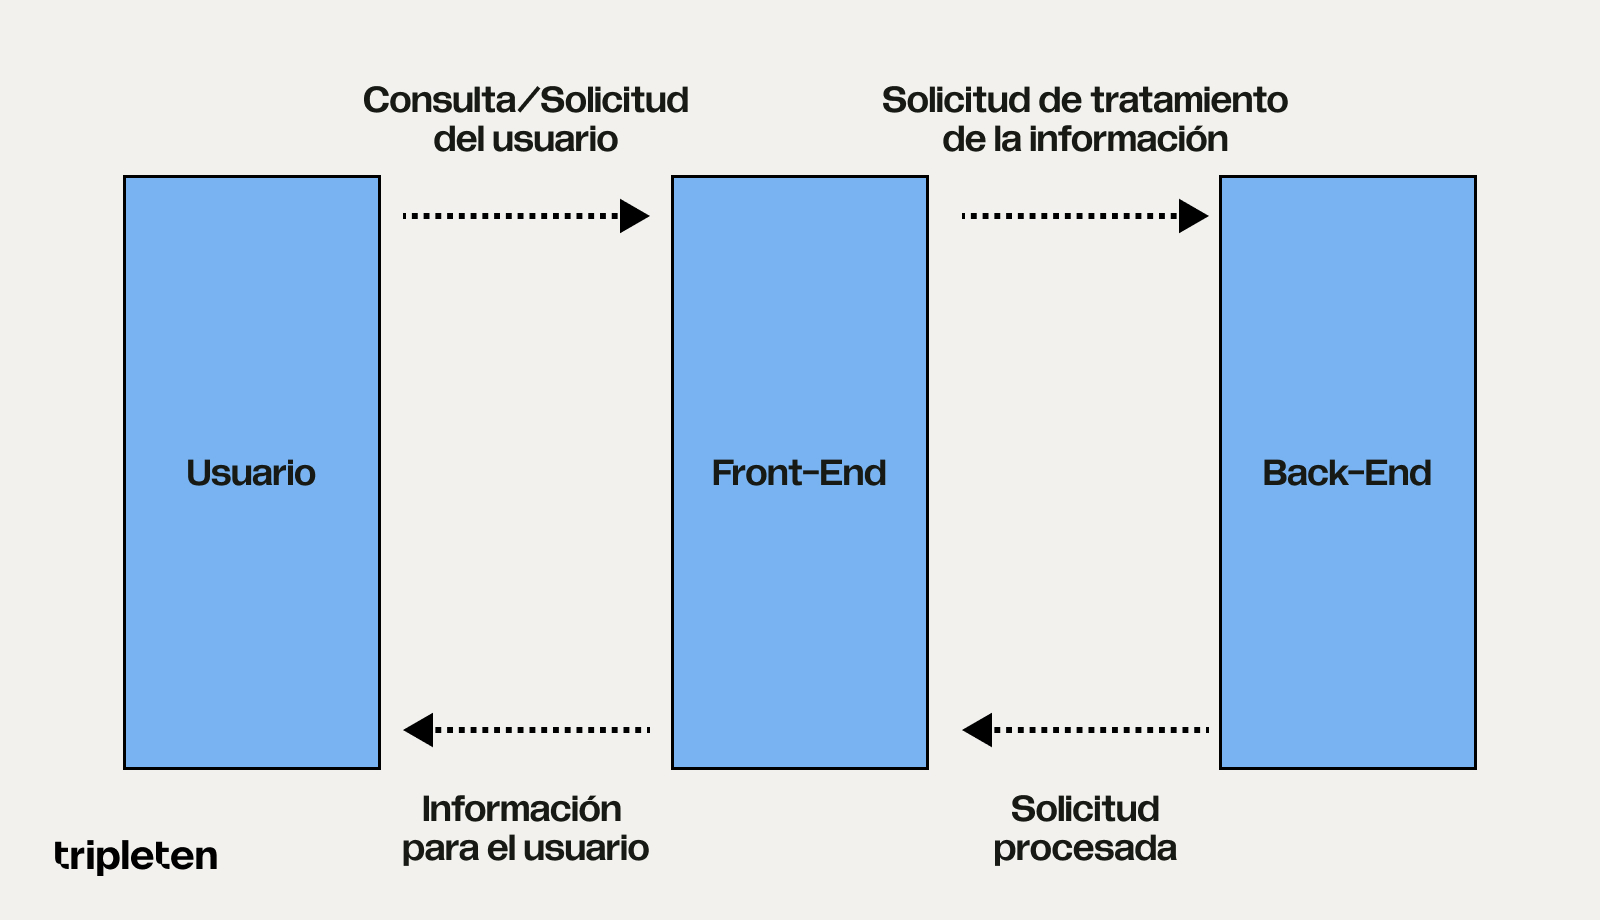 Consulta/Solicitud
del usuario
Solicitud de tratamiento
de la información
Usuario
Front-End
Back-End
Información
para el usuario
Solicitud
procesada
tripleten